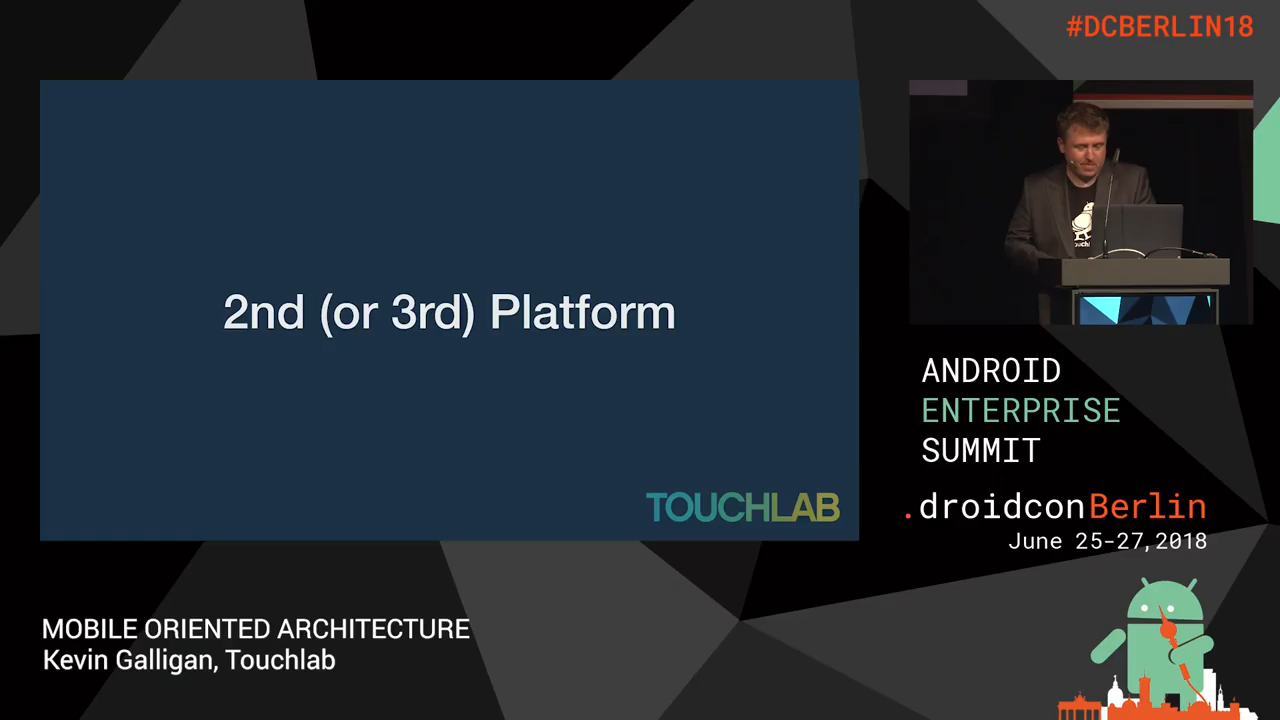 #DCBERLIN18
2nd (or 3rd) Platform
TOUCHLAB
ANDROID
ENTERPRISE
SUMMIT
.droidconBerlin
June 25-27, 2018
MOBILE ORIENTED ARCHITECTURE
Kevin Galligan, Touchlab